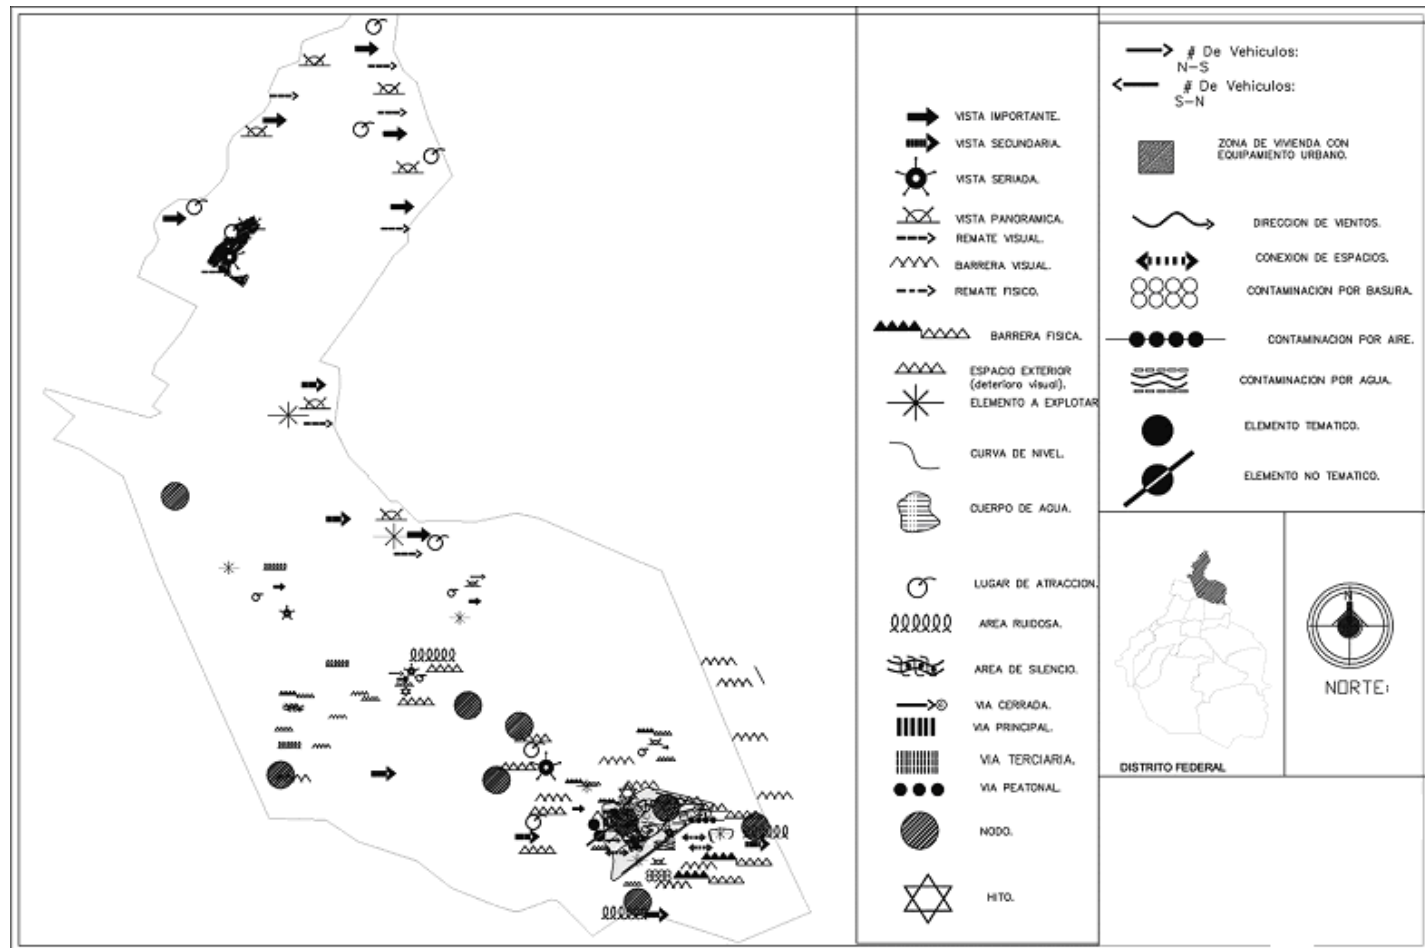 VISTA IMPORTANTE.
VISTA SECUNDARIA.
VISTA SERIADA.
VISTA PANORAMICA.
REMATE VISUAL.
BARRERA VISUAL.
REMATE FISICO.
BARRERA FISICA.
ESPACIO EXTERIOR
(deterioro visual).
ELEMENTO A EXPLOTAR
CURVA DE NIVEL.
CUERPO DE AGUA.
LUGAR DE ATRACCION.
AREA RUIDOSA.
AREA DE SILENCIO.
VIA CERRADA.
VIA PRINCIPAL.
VIA TERCIARIA.
VIA PEATONAL.
NODO.
HITO.
# De Vehiculos:
N-S
# De Vehiculos:
S-N
ZONA DE VIVIENDA CON
EQUIPAMIENTO URBANO.
DIRECCION DE VIENTOS.
CONEXION DE ESPACIOS.
CONTAMINACION POR BASURA.
CONTAMINACION POR AIRE.
CONTAMINACION POR AGUA.
ELEMENTO TEMATICO.
ELEMENTO NO TEMATICO.
DISTRITO FEDERAL
N
NORTE: